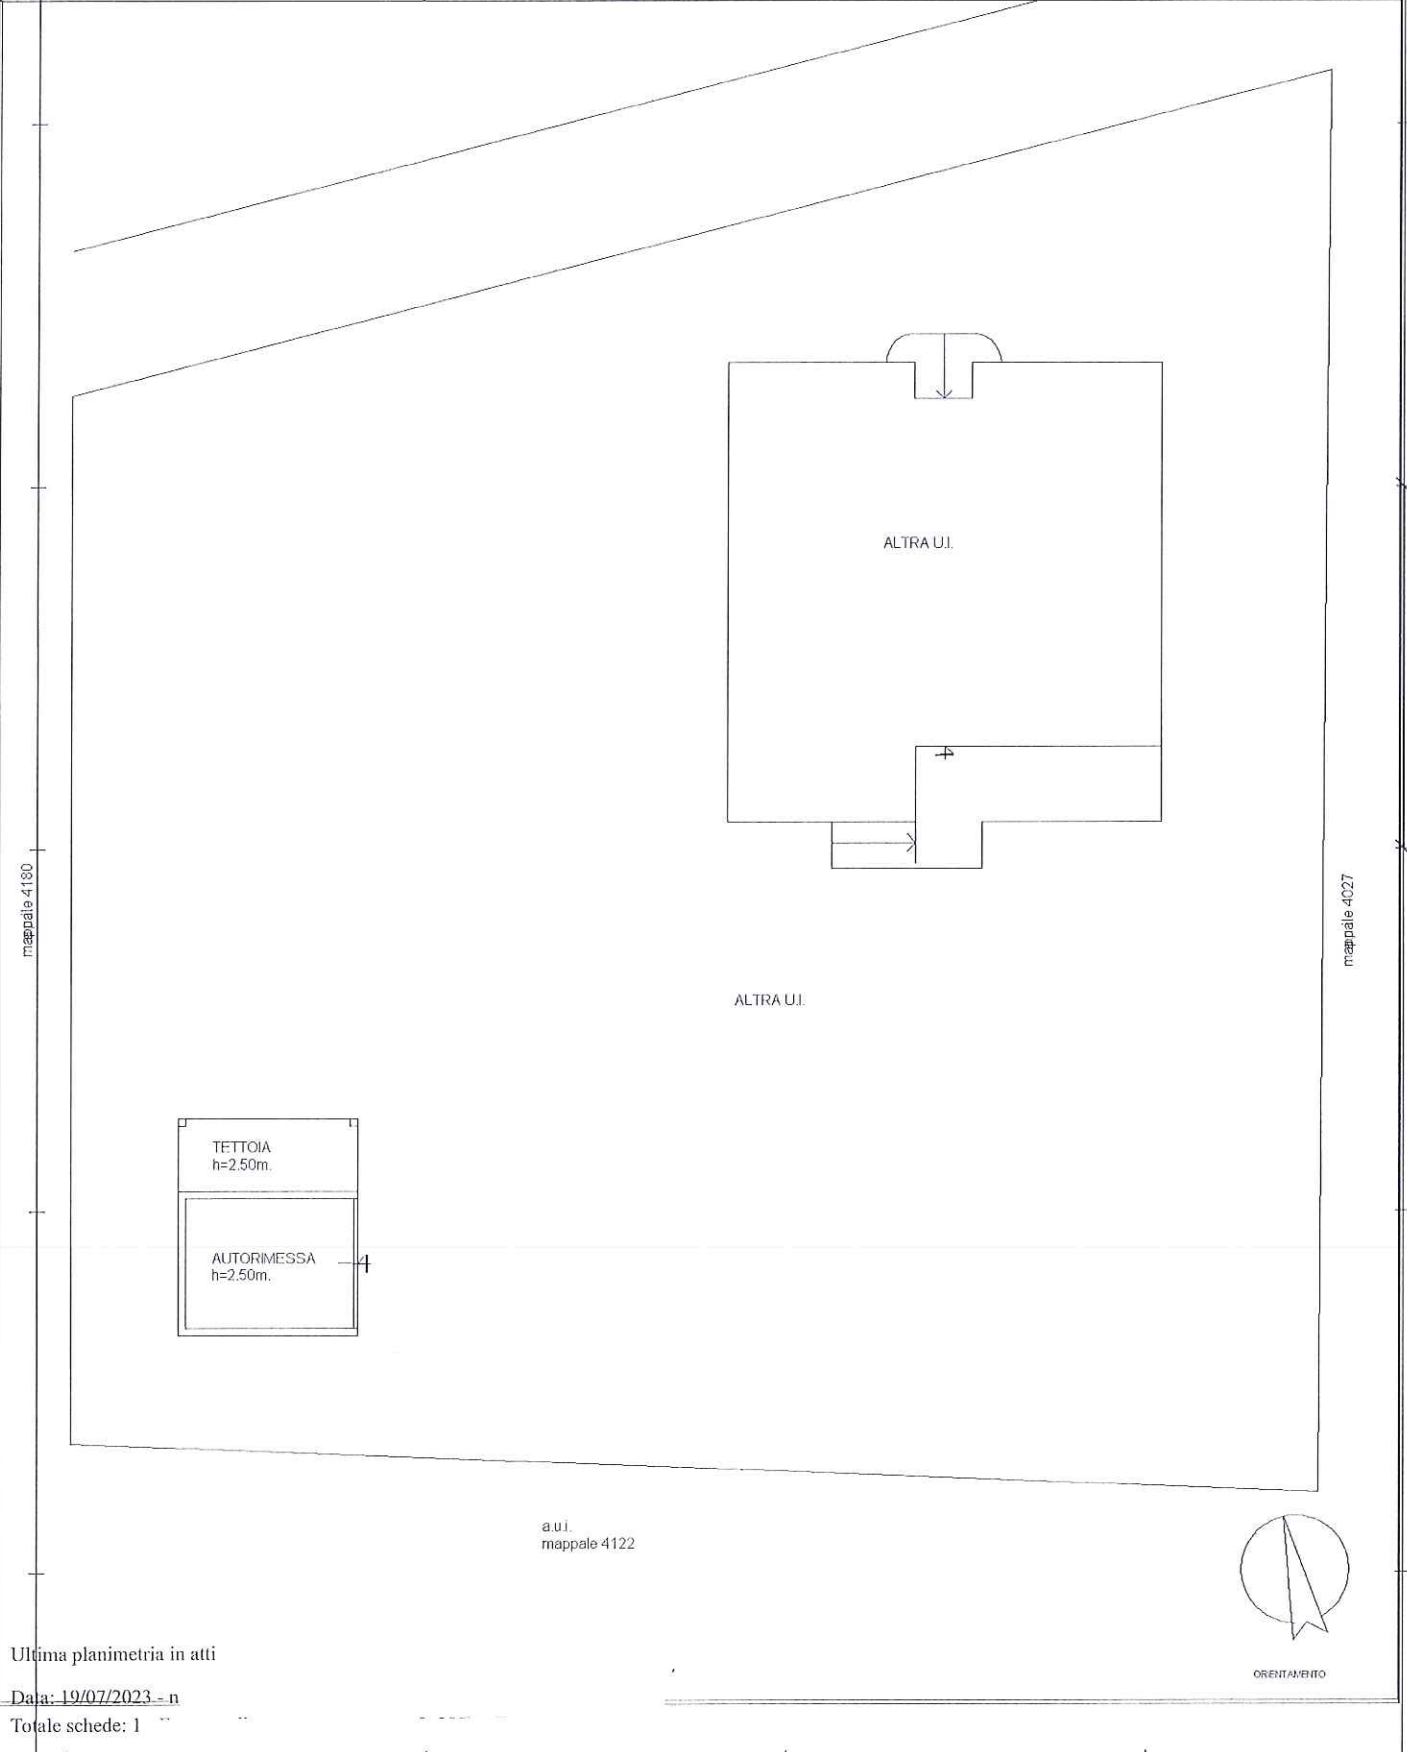 ALTRA U.I.
mappale 4180
mappale 4027
ALTRA U.I.
TETTOIA
h=2.50m.
AUTORIMESSA
h=2.50m.
a.u.i.
mappale 4122
ORIENTAMENTO
Ultima planimetria in atti
Data: 19/07/2023 - n
Totale schede: 1